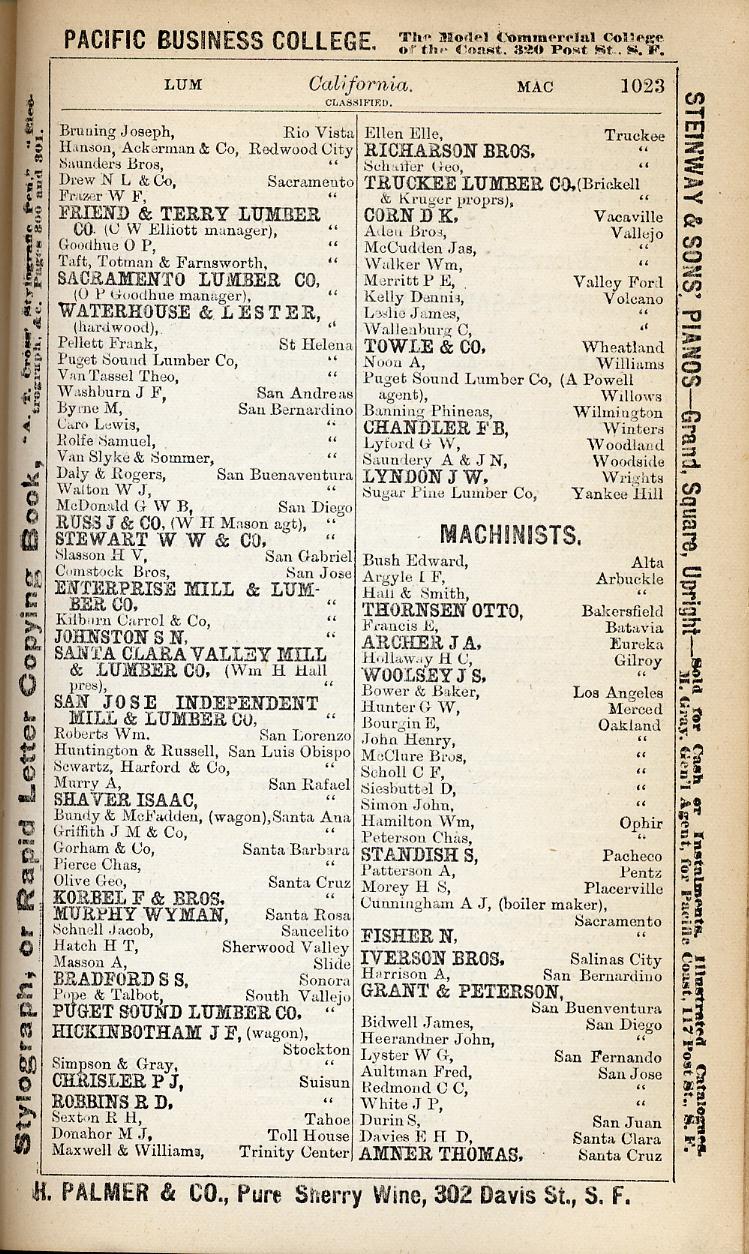 PACIFIC BUSINESS COLLEGE. The Model Commercial College
of the Coast. 320 Post St., S. F.
LUM California. MAC 1023
CLASSIFIED.
Bruning Joseph, Rio Vista
Hanson, Ackerman & Co, Redwood City
Saunders Bros, “
Drew N L & Co, Sacramento
Frazer W F, “
FRIEND & TERRY LUMBER
CO. (C W Elliott manager), “
Goodhue O P, “
Taft, Totman & Farnsworth, “
SACRAMENTO LUMBER CO,
(O P Goodhue manager), “
WATERHOUSE & LESTER,
(hardwood), “
Pellett Frank, St Helena
Puget Sound Lumber Co, “
Van Tassel Theo, “
Washburn J F, San Andreas
Byrne M, San Bernardino
Caro Lewis, “
Rolfe Samuel, “
Van Slyke & Sommer, “
Daly & Rogers, San Buenaventura
Walton W J, “
McDonald G W B, San Diego
RUSS J & CO, (W H Mason agt), “
STEWART W W & CO, “
Slasson H V, San Gabriel
Comstock Bros, San Jose
ENTERPRISE MILL & LUM-
BER CO, “
Kilburn Carrol & Co, “
JOHNSTON S N, “
SANTA CLARA VALLEY MILL
& LUMBER CO, (Wm H Hall
pres), “
SAN JOSE INDEPENDENT
MILL & LUMBER CO, “
Roberts Wm. San Lorenzo
Huntington & Russell, San Luis Obispo
Scwartz, Harford & Co, “
Murry A, San Rafael
SHAVER ISAAC, “
Bundy & McFadden, (wagon), Santa Ana
Griffith J M & Co, “
Gorham & Co, Santa Barbara
Pierce Chas, “
Olive Geo, Santa Cruz
KORBEL F & BROS. “
MURPHY WYMAN, Santa Rosa
Schnell Jacob, Saucelito
Hatch H T, Sherwood Valley
Masson A, Slide
BRADFORD S S, Sonora
Pope & Talbot, South Vallejo
PUGET SOUND LUMBER CO. “
HICKINBOTHAM J F, (wagon),
Stockton
Simpson & Gray, “
CHRISLER P J, Suisun
ROBBINS R D, “
Sexton R H, Tahoe
Donahor M J, Toll House
Maxwell & Williams, Trinity Center
Ellen Elle, Truckee
RICHARSON BROS. “
Schaffer Geo, “
TRUCKEE LUMBER CO, (Brickell
& Kruger proprs), “
CORN D K, Vacaville
Aden Bros, Vallejo
McCudden Jas, “
Walker Wm, “
Merritt P E, Valley Ford
Kelly Dennis, Volcano
Leslie James, “
Wallenburg C, “
TOWLE & CO. Wheatland
Noon A, Williams
Puget Sound Lumber Co, (A Powell
agent), Willows
Banning Phineas, Wilmington
CHANDLER F B, Winters
Lyford G W, Woodland
Saundery A & J N, Woodside
LYNDON J W. Wrights
Sugar Pine Lumber Co, Yankee Hill
MACHINISTS.
Bush Edward, Alta
Argyle I F, Arbuckle
Hall & Smith, “
THORNSEN OTTO, Bakersfield
Francis E, Batavia
ARCHER J A, Eureka
Hollaway H C, Gilroy
WOOLSEY J S. “
Bower & Baker, Los Angeles
Hunter G W, Merced
Bourgin E, Oakland
John Henry, “
McClure Bros, “
Scholl C F, “
Siesbuttel D, “
Simon John, “
Hamilton Wm, Ophir
Peterson Chas, “
STANDISH S, Pacheco
Patterson A, Pentz
Morey H S, Placerville
Cunningham A J, (boiler maker),
Sacramento
FISHER N, “
IVERSON BROS. Salinas City
Harrison A, San Bernardino
GRANT & PETERSON,
San Buenventura
Bidwell James, San Diego
Heerandner John, “
Lyster W G, San Fernando
Aultman Fred, San Jose
Redmond C C, “
White J P, “
Durin S, San Juan
Davies E H D, Santa Clara
AMNER THOMAS. Santa Cruz
Stylograph, or Rapid Letter Copying Book, "A. T. Cross' Stylograf Pen," "Elec-
trograph, &c. Pages 300 and 301.
STEINWAY & SONS' PIANOS—Grand Square, Upright—Sold for Cash or Instalments. Illustrated Catalogues.
M. Gray. Gen'l Agent, for Pacific Coast, 117 Post St., S. F.
H. PALMER & CO., Pure Sherry Wine, 302 Davis St., S. F.